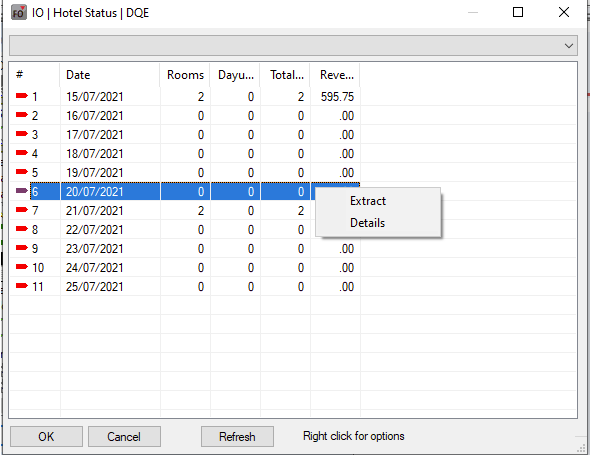 FO IO | Hotel Status | DQE
# Date Rooms Dayu... Total... Reve...
1 15/07/2021 2 0 2 595.75
2 16/07/2021 0 0 0 .00
3 17/07/2021 0 0 0 .00
4 18/07/2021 0 0 0 .00
5 19/07/2021 0 0 0 .00
6 20/07/2021 0 0 0
Extract
7 21/07/2021 2 0 2
Details
8 22/07/2021 0 0 0
9 23/07/2021 0 0 0 .00
10 24/07/2021 0 0 0 .00
11 25/07/2021 0 0 0 .00
OK Cancel Refresh Right click for options